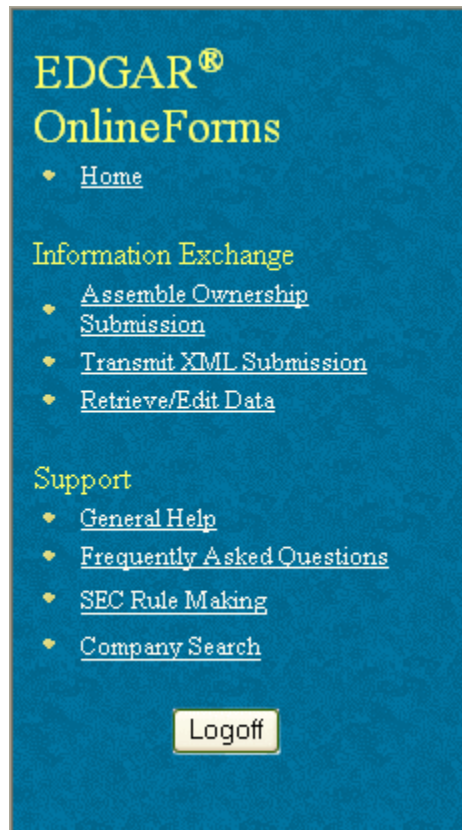 EDGAR®
OnlineForms
Home
Information Exchange
Assemble Ownership
Submission
Transmit XML Submission
Retrieve/Edit Data
Support
General Help
Frequently Asked Questions
SEC Rule Making
Company Search
Logoff